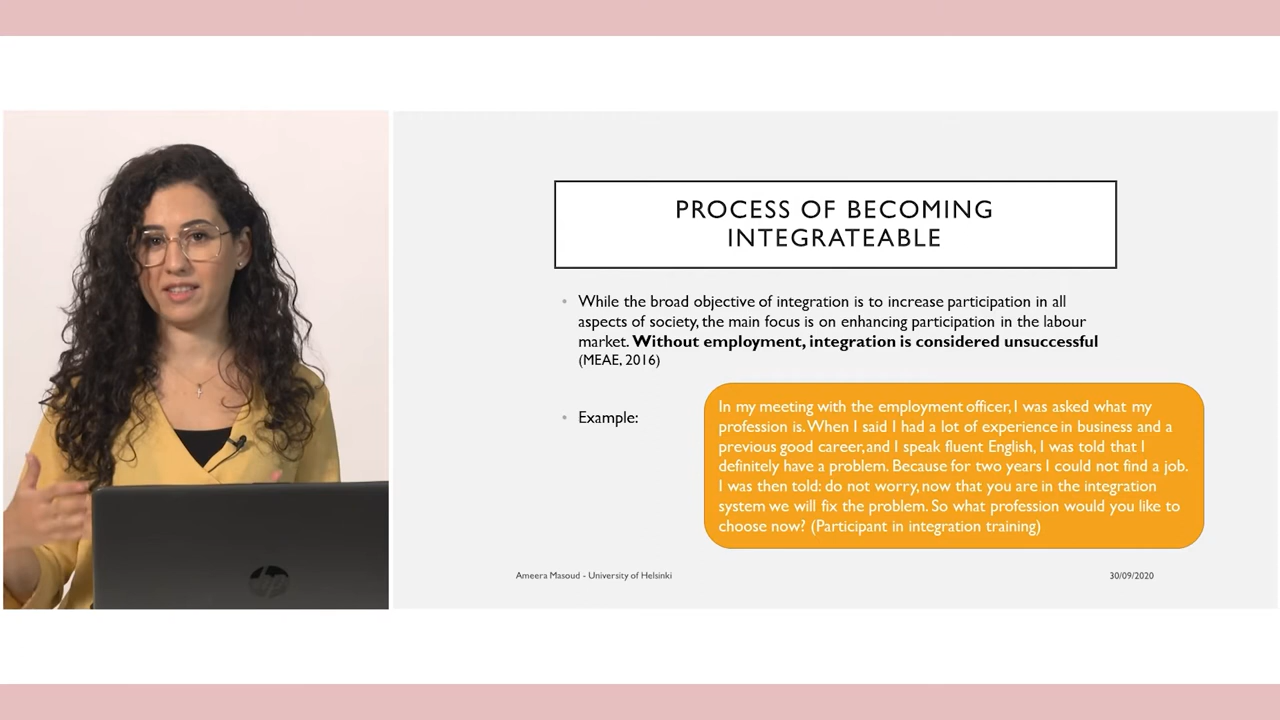 PROCESS OF BECOMING
INTEGRATEABLE
• While the broad objective of integration is to increase participation in all
aspects of society, the main focus is on enhancing participation in the labour
market. Without employment, integration is considered unsuccessful
(MEAE, 2016)
• Example:
In my meeting with the employment officer, I was asked what my
profession is. When I said I had a lot of experience in business and a
previous good career, and I speak fluent English, I was told that I
definitely have a problem. Because for two years I could not find a job.
I was then told: do not worry, now that you are in the integration
system we will fix the problem. So what profession would you like to
choose now? (Participant in integration training)
Ameera Masoud - University of Helsinki
30/09/2020
hp